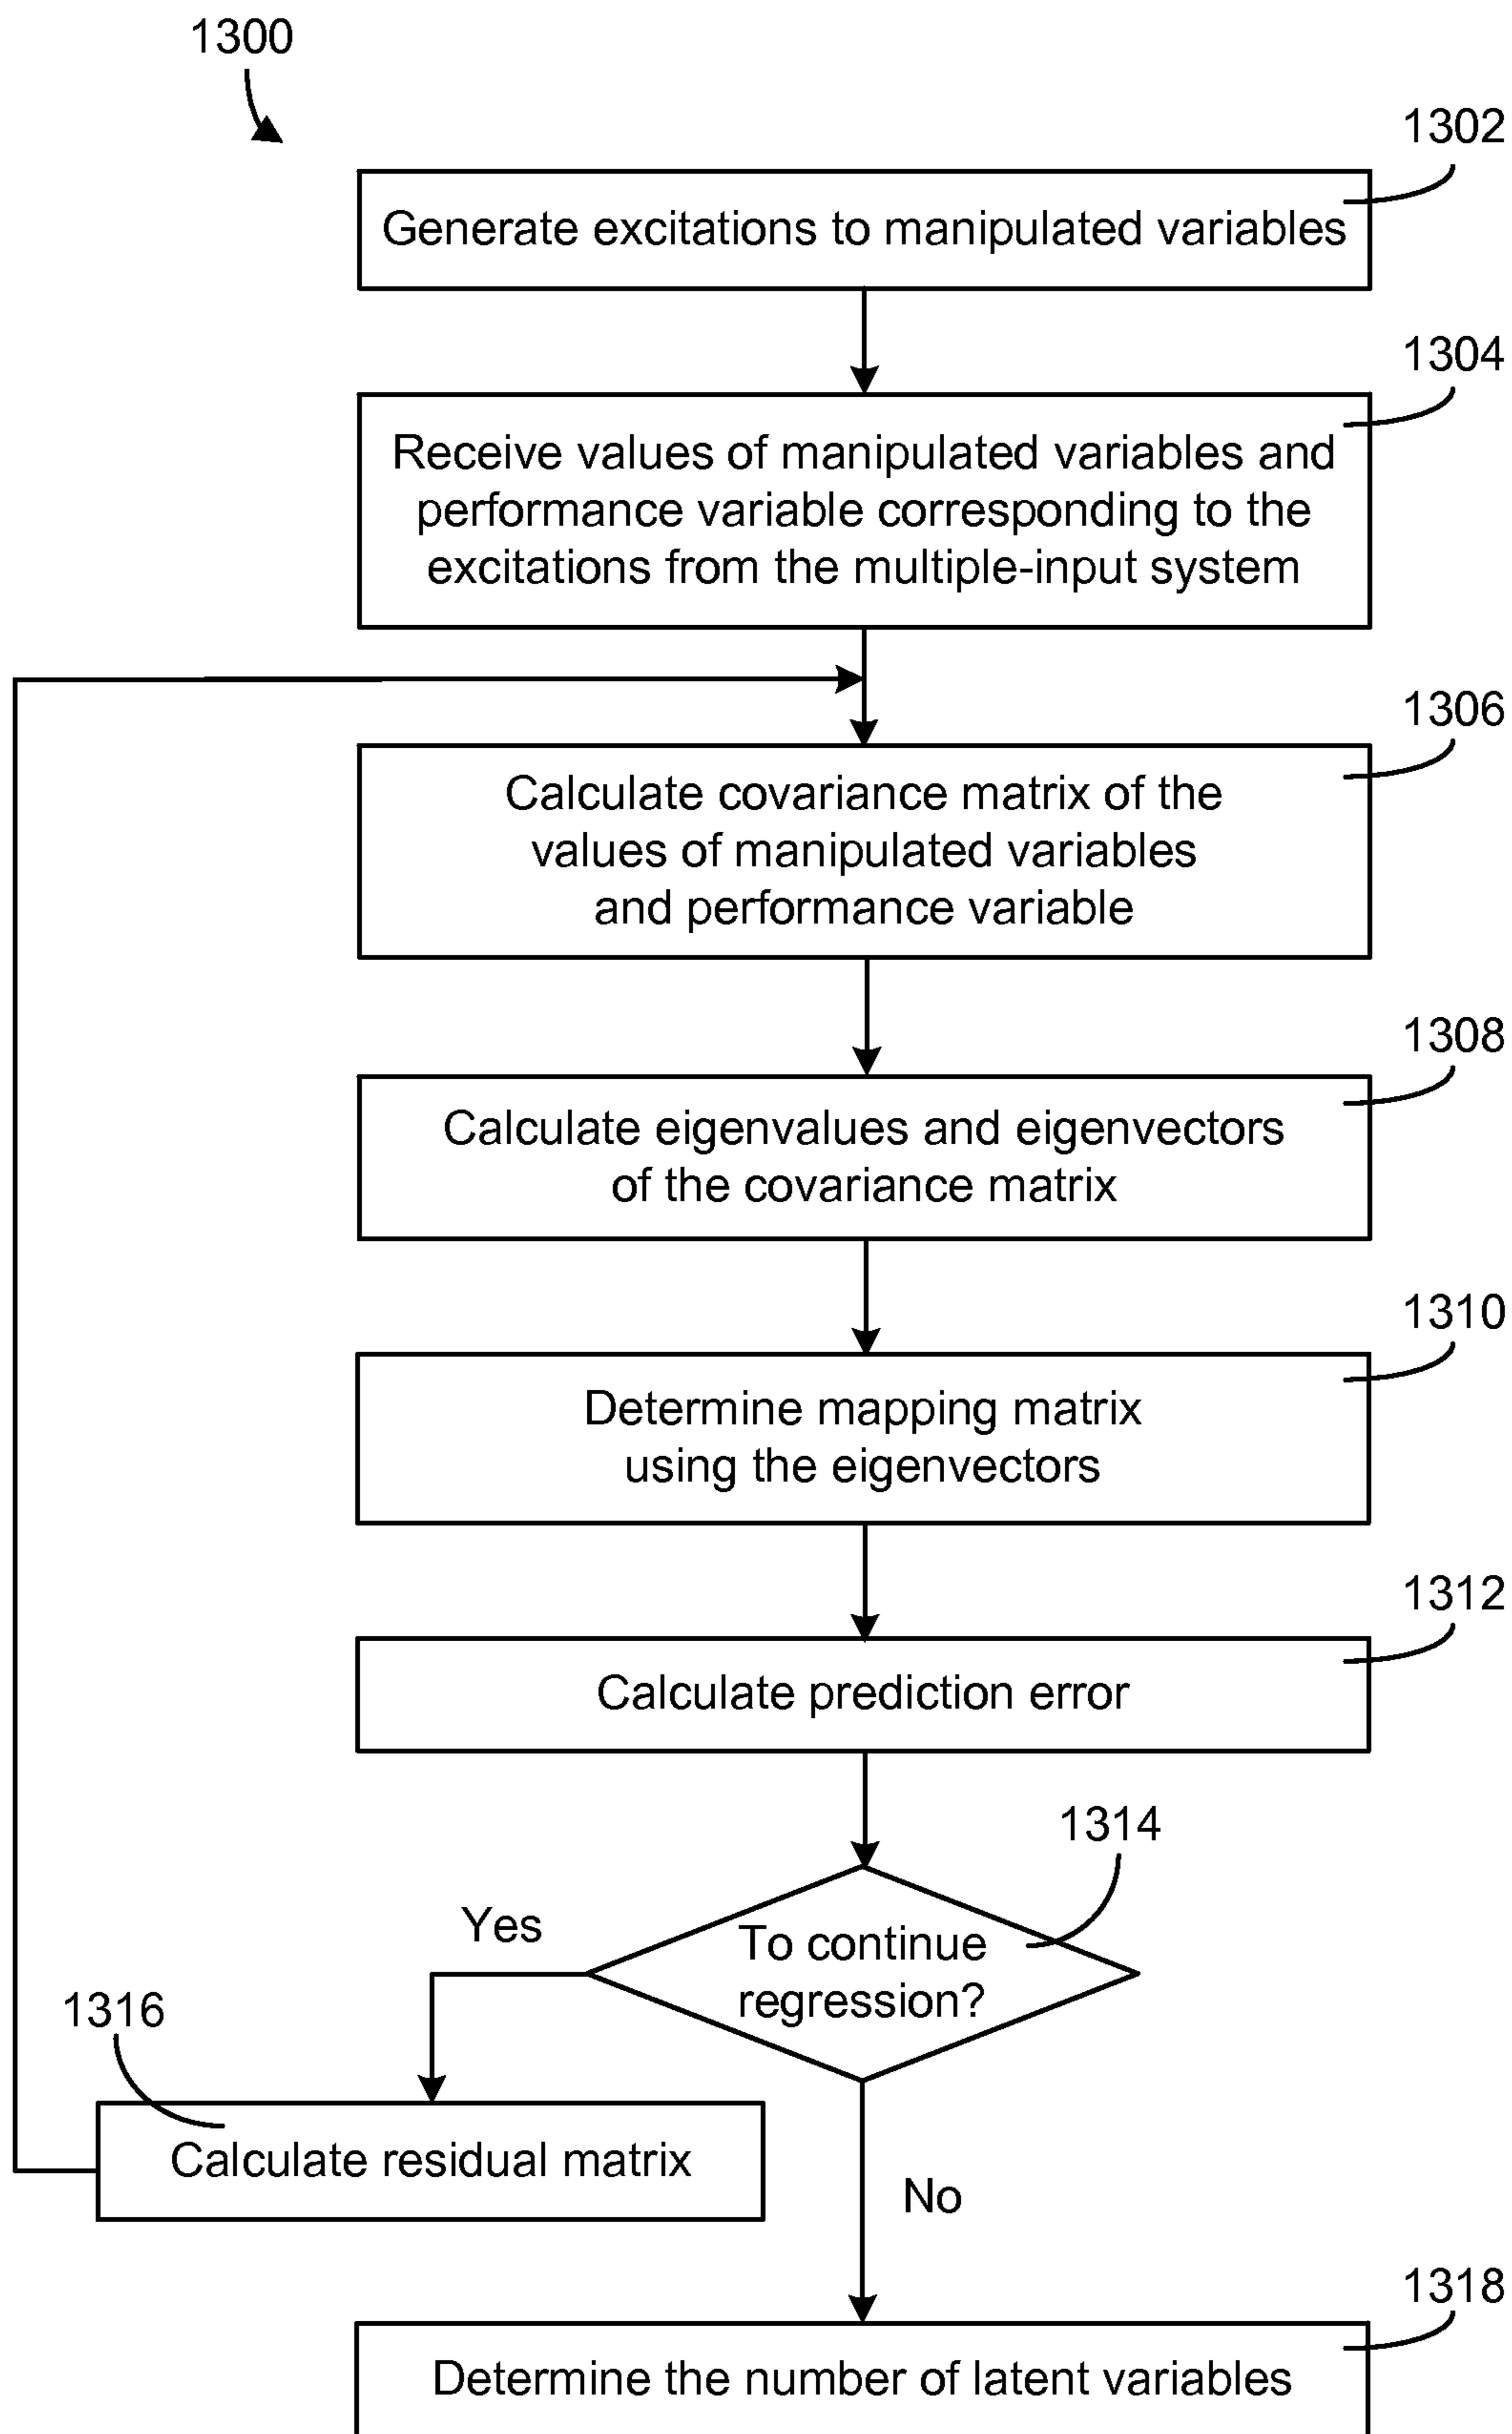 1300
1302
Generate excitations to manipulated variables
1304
Receive values of manipulated variables and
performance variable corresponding to the
excitations from the multiple-input system
1306
Calculate covariance matrix of the
values of manipulated variables
and performance variable
1308
Calculate eigenvalues and eigenvectors
of the covariance matrix
1310
Determine mapping matrix
using the eigenvectors
1312
Calculate prediction error
1314
To continue
regression?
Yes
1316
Calculate residual matrix
No
1318
Determine the number of latent variables